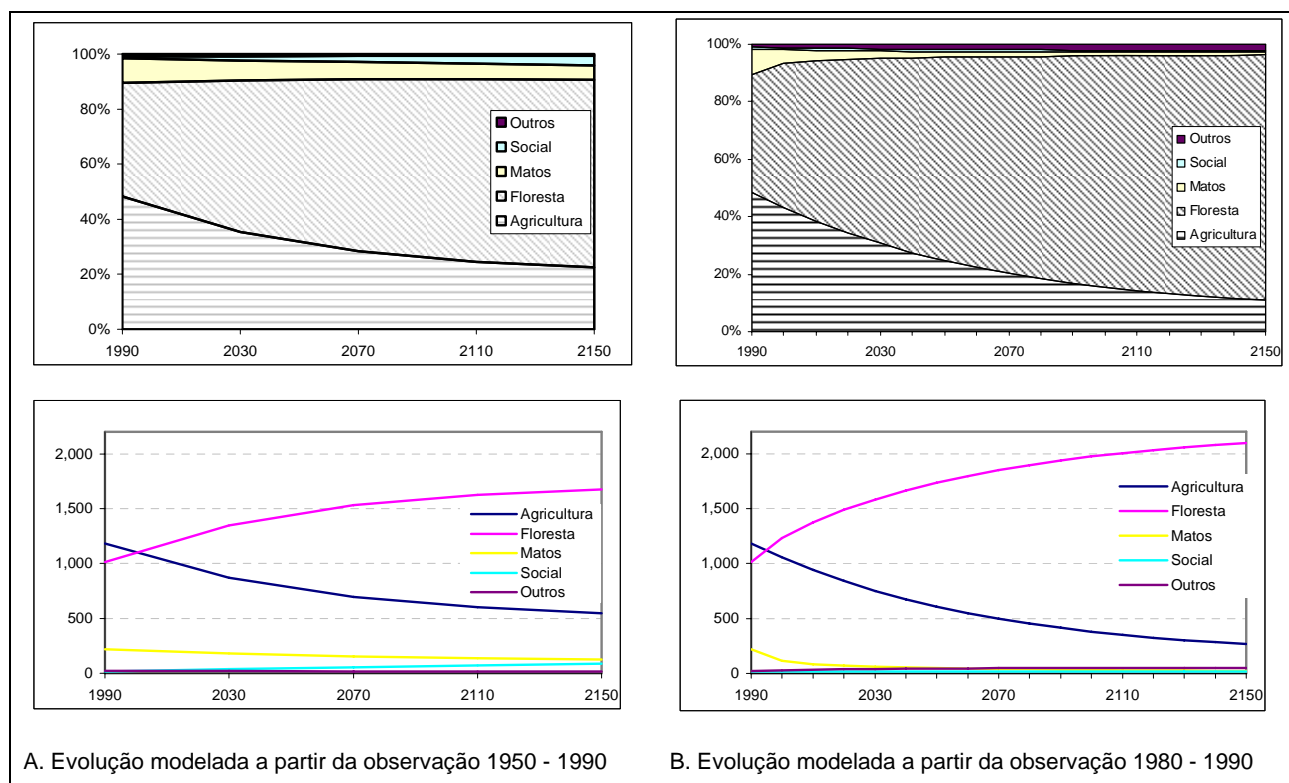 100%
80%
60%
40%
20%
0%
1990 2030 2070 2110 2150
Outros
Social
Matos
Floresta
Agricultura
100%
80%
60%
40%
20%
0%
1990 2030 2070 2110 2150
Outros
Social
Matos
Floresta
Agricultura
2,000
1,500
1,000
500
0
1990 2030 2070 2110 2150
Agricultura
Floresta
Matos
Social
Outros
2,000
1,500
1,000
500
0
1990 2030 2070 2110 2150
Agricultura
Floresta
Matos
Social
Outros
A. Evolução modelada a partir da observação 1950 - 1990
B. Evolução modelada a partir da observação 1980 - 1990